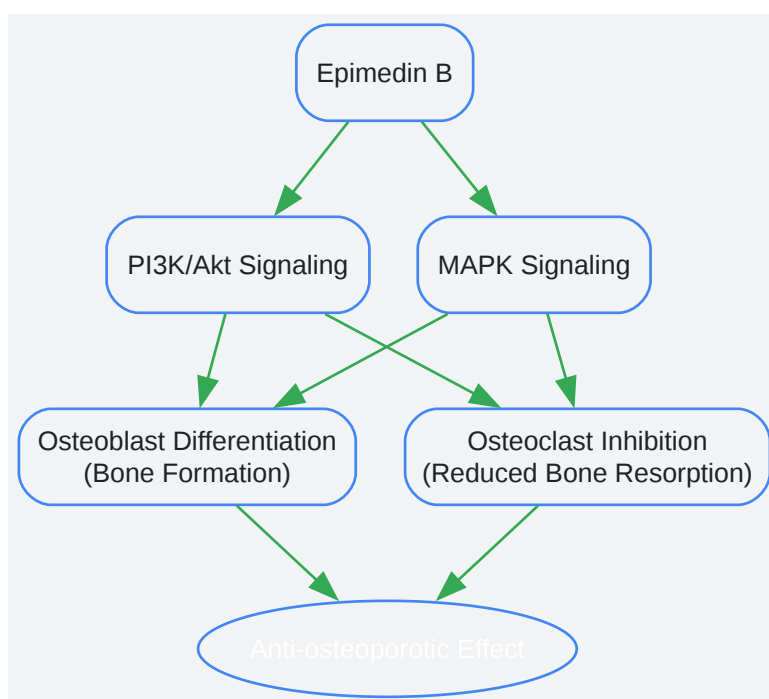 Epimedin B
PI3K/Akt Signaling
MAPK Signaling
Osteoblast Differentiation
(Bone Formation)
Osteoclast Inhibition
(Reduced Bone Resorption)
Anti-osteoporotic Effect